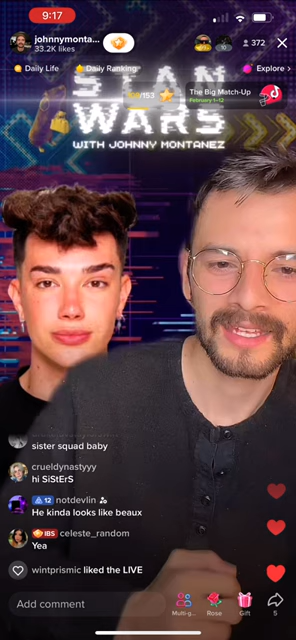 9:17
johnnymonta...
33.2K likes
372
Daily Life
Daily Ranking
Explore
STAN
WARS
WITH JOHNNY MONTANEZ
/153
The Big Match-Up
February 1-12
sister squad baby
crueldynastyyy
hi SiStErS
12 notdevlin
He kinda looks like beaux
IBS celeste_random
Yea
wintprismic liked the LIVE
Add comment
Multi-g...
Rose
Gift
5